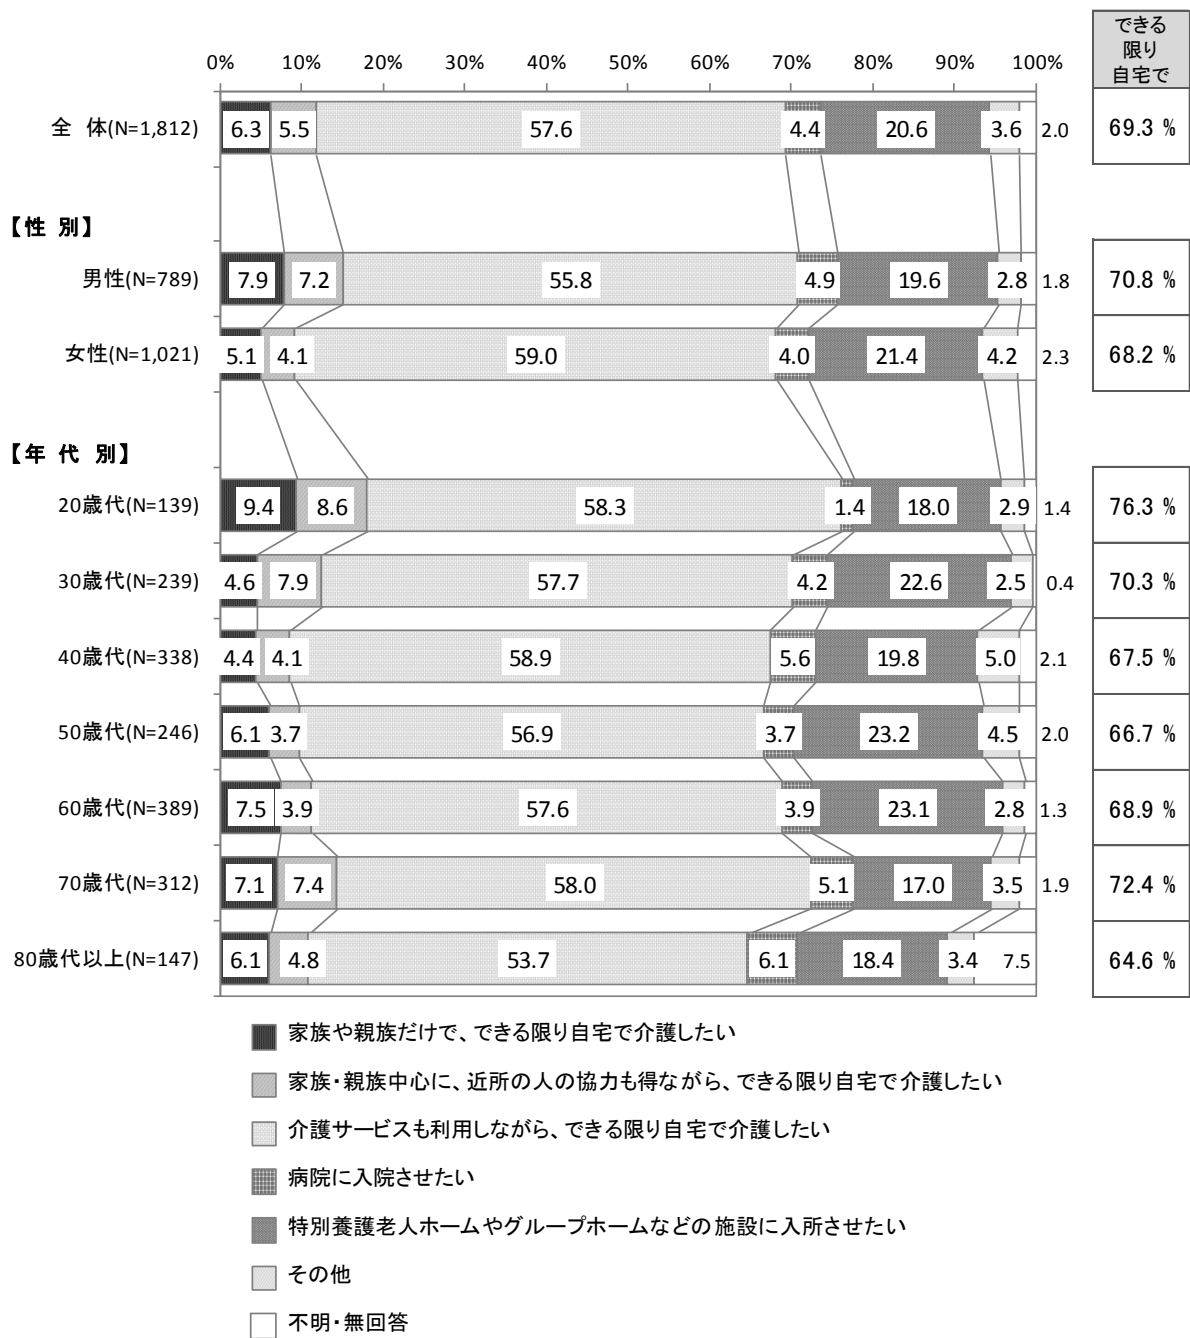 できる
限り
自宅で
0% 10% 20% 30% 40% 50% 60% 70% 80% 90% 100%
全 体(N=1,812) 6.3 5.5 57.6 4.4 20.6 3.6 2.0 69.3 %
【性 別】
男性(N=789) 7.9 7.2 55.8 4.9 19.6 2.8 1.8 70.8 %
女性(N=1,021) 5.1 4.1 59.0 4.0 21.4 4.2 2.3 68.2 %
【年 代 別】
20歳代(N=139) 9.4 8.6 58.3 1.4 18.0 2.9 1.4 76.3 %
30歳代(N=239) 4.6 7.9 57.7 4.2 22.6 2.5 0.4 70.3 %
40歳代(N=338) 4.4 4.1 58.9 5.6 19.8 5.0 2.1 67.5 %
50歳代(N=246) 6.1 3.7 56.9 3.7 23.2 4.5 2.0 66.7 %
60歳代(N=389) 7.5 3.9 57.6 3.9 23.1 2.8 1.3 68.9 %
70歳代(N=312) 7.1 7.4 58.0 5.1 17.0 3.5 1.9 72.4 %
80歳代以上(N=147) 6.1 4.8 53.7 6.1 18.4 3.4 7.5 64.6 %
家族や親族だけで、できる限り自宅で介護したい
家族・親族中心に、近所の人の協力も得ながら、できる限り自宅で介護したい
介護サービスも利用しながら、できる限り自宅で介護したい
病院に入院させたい
特別養護老人ホームやグループホームなどの施設に入所させたい
その他
不明・無回答